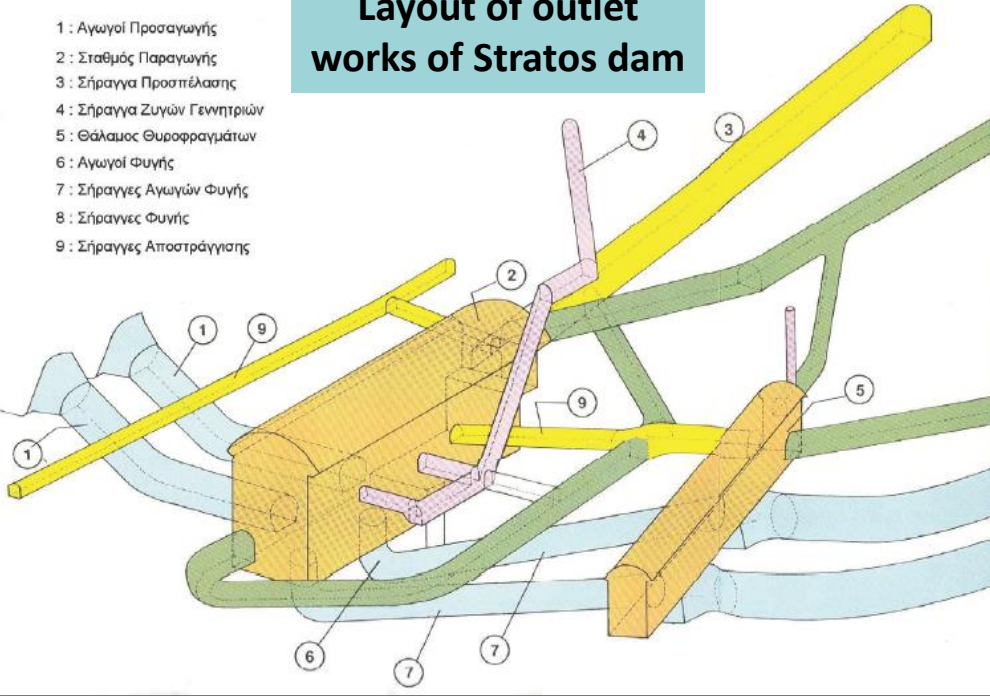 Layout of outlet
works of Stratos dam
1 : Αγωγοί Προσαγωγής
2 : Σταθμός Παραγωγής
3 : Σήραγγα Προσπέλασης
4 : Σήραγγα Ζυγών Γεννητριών
5 : Θάλαμος Θυροφραγμάτων
6 : Αγωγοί Φυγής
7 : Σήραγγες Αγωγών Φυγής
8 : Σήραγγες Φυγής
9 : Σήραγγες Αποστράγγισης
4
3
2
1
9
5
9
1
6
7
7